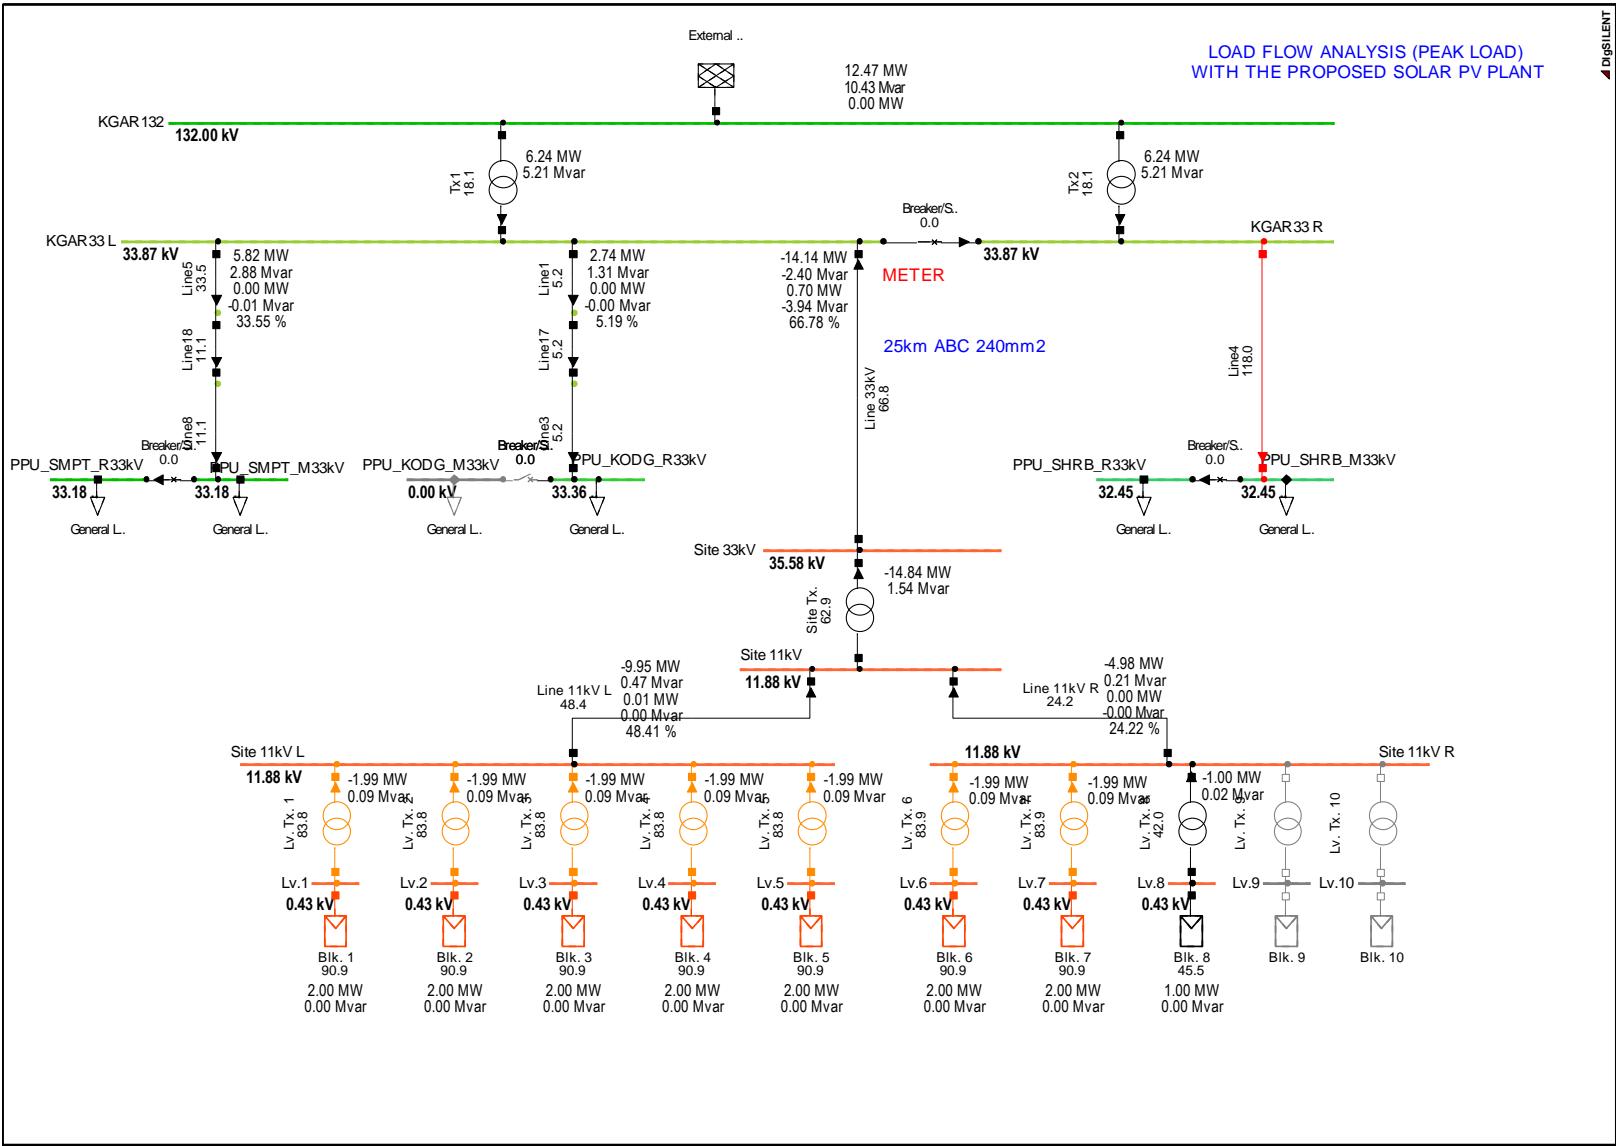 External ..
LOAD FLOW ANALYSIS (PEAK LOAD)
WITH THE PROPOSED SOLAR PV PLANT
DIgSILENT
12.47 MW
10.43 Mvar
0.00 MW
KGAR132
132.00 kV
Tx1
18.1
6.24 MW
5.21 Mvar
Tx2
18.1
6.24 MW
5.21 Mvar
Breaker/S..
0.0
KGAR33 L
33.87 kV
33.87 kV
KGAR33 R
Line5
33.5
5.82 MW
2.88 Mvar
0.00 MW
-0.01 Mvar
33.55 %
Line1
5.2
2.74 MW
1.31 Mvar
0.00 MW
-0.00 Mvar
5.19 %
-14.14 MW
-2.40 Mvar
0.70 MW
-3.94 Mvar
66.78 %
METER
25km ABC 240mm2
Line18
11.1
Line17
5.2
Line 33kV
66.8
Line4
118.0
Line8
11.1
Line3
5.2
Breaker/S..
0.0
Breaker/S..
0.0
Breaker/S..
0.0
PPU_SMPT_R33kV
33.18
PPU_SMPT_M33kV
33.18
PPU_KODG_M33kV
0.00 kV
PPU_KODG_R33kV
33.36
PPU_SHRB_R33kV
32.45
PPU_SHRB_M33kV
32.45
General L..
General L..
General L..
General L..
General L..
General L..
Site 33kV
35.58 kV
Site Tx.
62.9
-14.84 MW
1.54 Mvar
Site 11kV
11.88 kV
Line 11kV L
48.4
-9.95 MW
0.47 Mvar
0.01 MW
0.00 Mvar
48.41 %
Line 11kV R
24.2
-4.98 MW
0.21 Mvar
0.00 MW
-0.00 Mvar
24.22 %
Site 11kV L
11.88 kV
11.88 kV
Site 11kV R
Lv. Tx. 1
83.8
-1.99 MW
0.09 Mvar
Lv. Tx. 2
83.8
-1.99 MW
0.09 Mvar
Lv. Tx. 3
83.8
-1.99 MW
0.09 Mvar
Lv. Tx. 4
83.8
-1.99 MW
0.09 Mvar
Lv. Tx. 5
83.8
-1.99 MW
0.09 Mvar
Lv. Tx. 6
83.9
-1.99 MW
0.09 Mvar
Lv. Tx. 7
83.9
-1.99 MW
0.09 Mvar
Lv. Tx. 8
42.0
-1.00 MW
0.02 Mvar
Lv. Tx. 9
Lv. Tx. 10
Lv.1
0.43 kV
Lv.2
0.43 kV
Lv.3
0.43 kV
Lv.4
0.43 kV
Lv.5
0.43 kV
Lv.6
0.43 kV
Lv.7
0.43 kV
Lv.8
0.43 kV
Lv.9
Lv.10
Blk. 1
90.9
2.00 MW
0.00 Mvar
Blk. 2
90.9
2.00 MW
0.00 Mvar
Blk. 3
90.9
2.00 MW
0.00 Mvar
Blk. 4
90.9
2.00 MW
0.00 Mvar
Blk. 5
90.9
2.00 MW
0.00 Mvar
Blk. 6
90.9
2.00 MW
0.00 Mvar
Blk. 7
90.9
2.00 MW
0.00 Mvar
Blk. 8
45.5
1.00 MW
0.00 Mvar
Blk. 9
Blk. 10